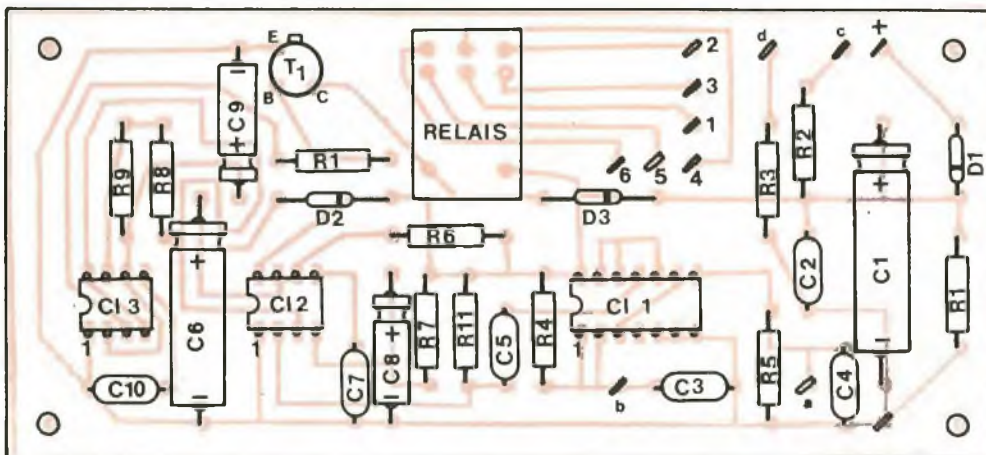 E
T1
B
C
C9
−
+
RELAIS
2
3
1
6
5
4
d
c
+
R9
R8
R1
D2
D3
R6
R3
R2
C2
+
C1
−
D1
R1
CI 3
1
+
C6
−
CI 2
1
C10
C7
C8
+
−
R7
R11
C5
R4
CI 1
1
b
C3
R5
a
C4